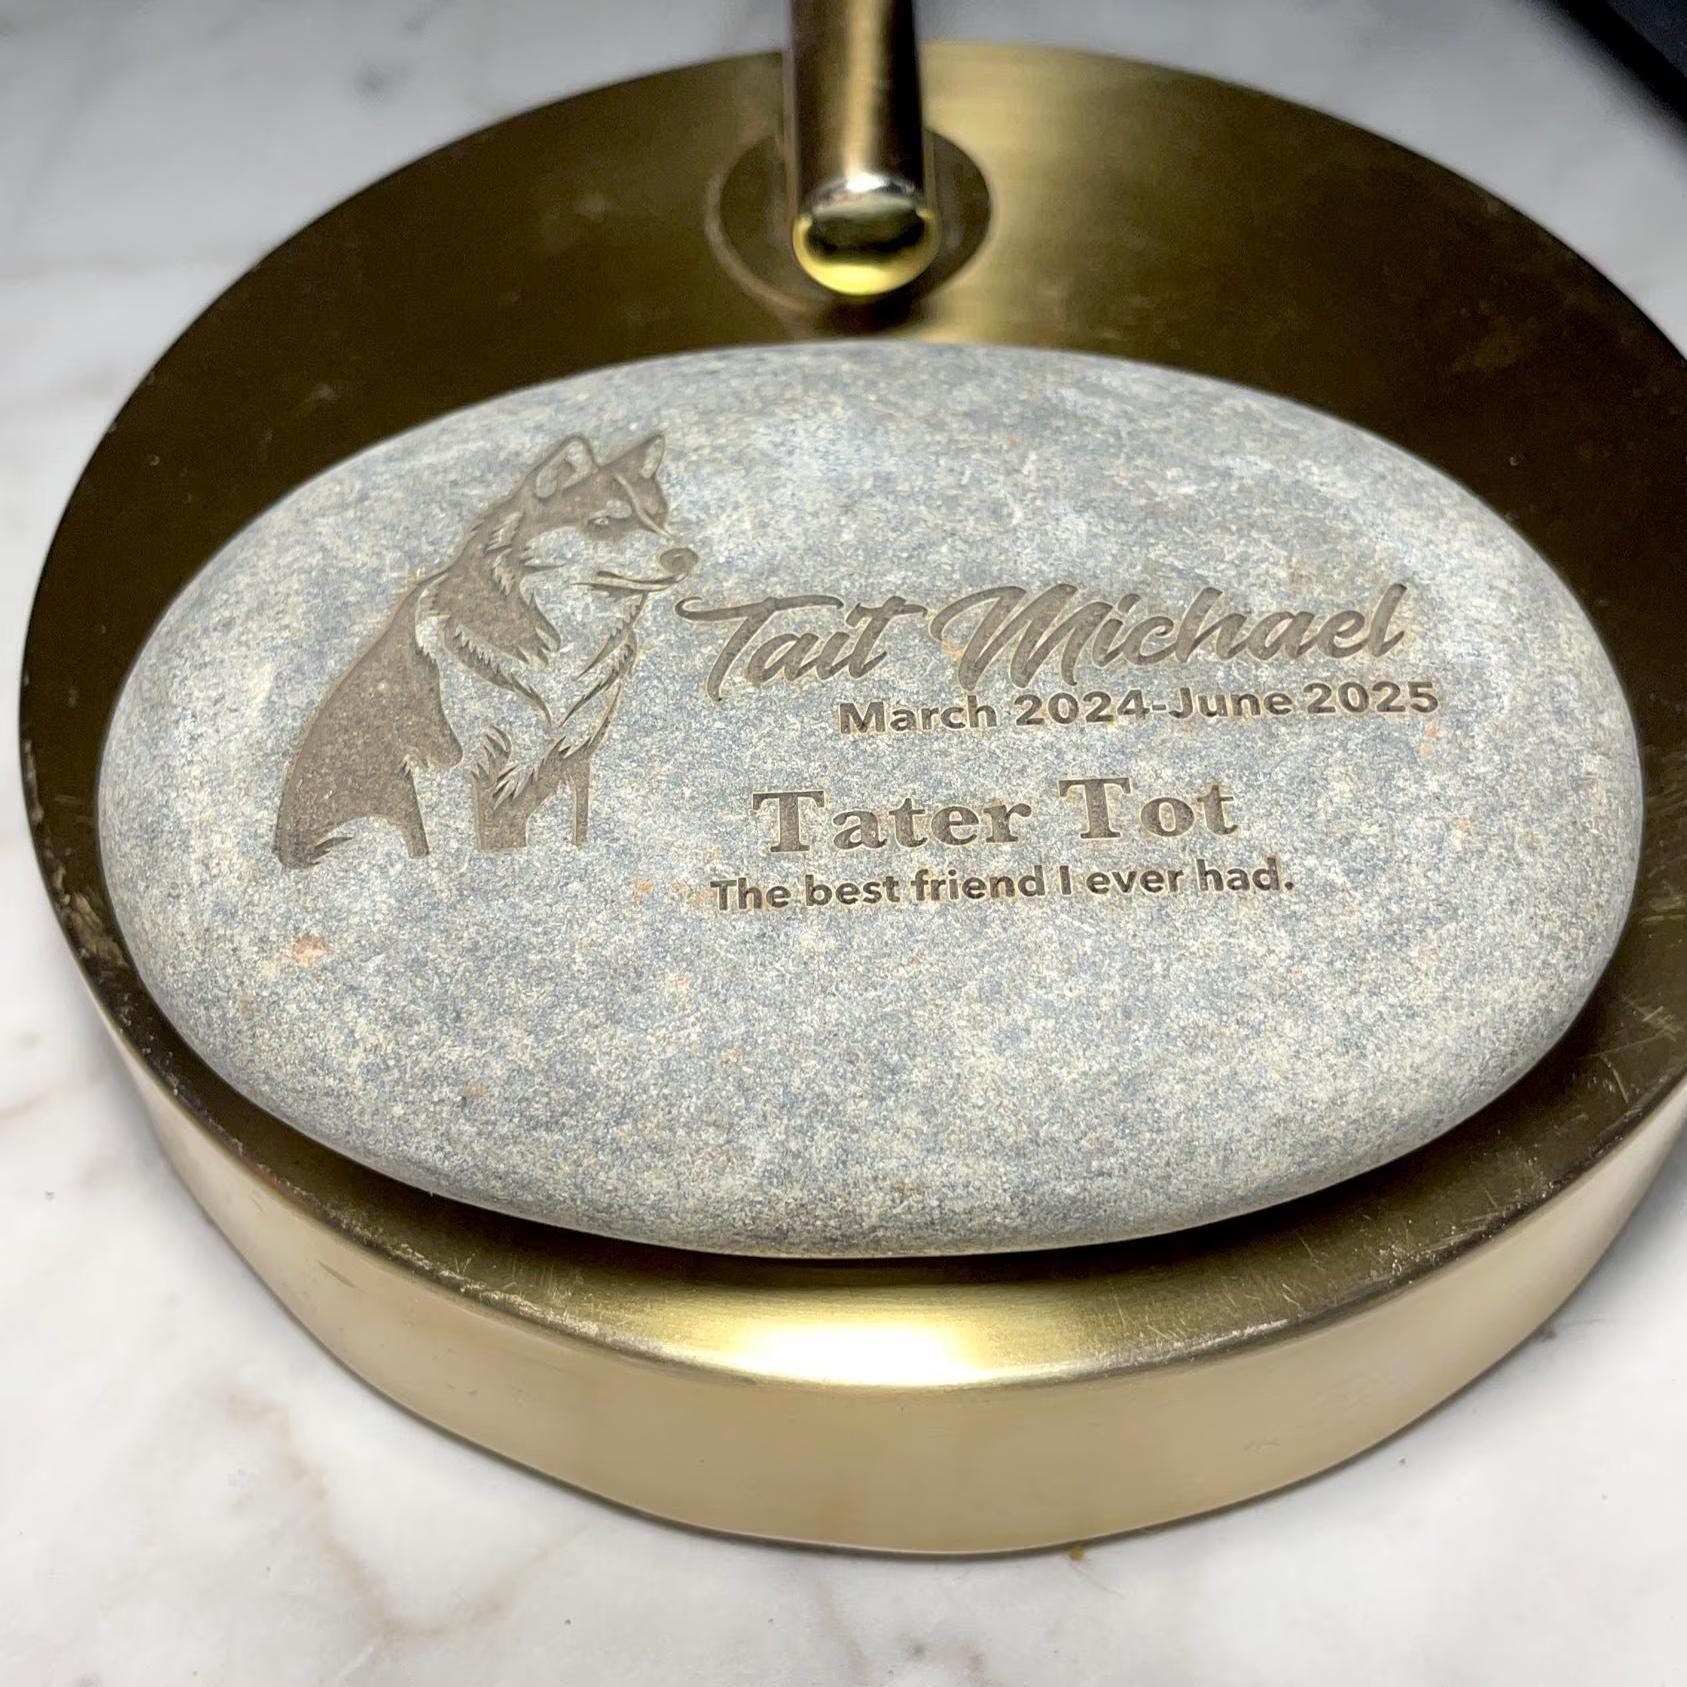 Tait Michael
March 2024-June 2025
Tater Tot
The best friend I ever had.